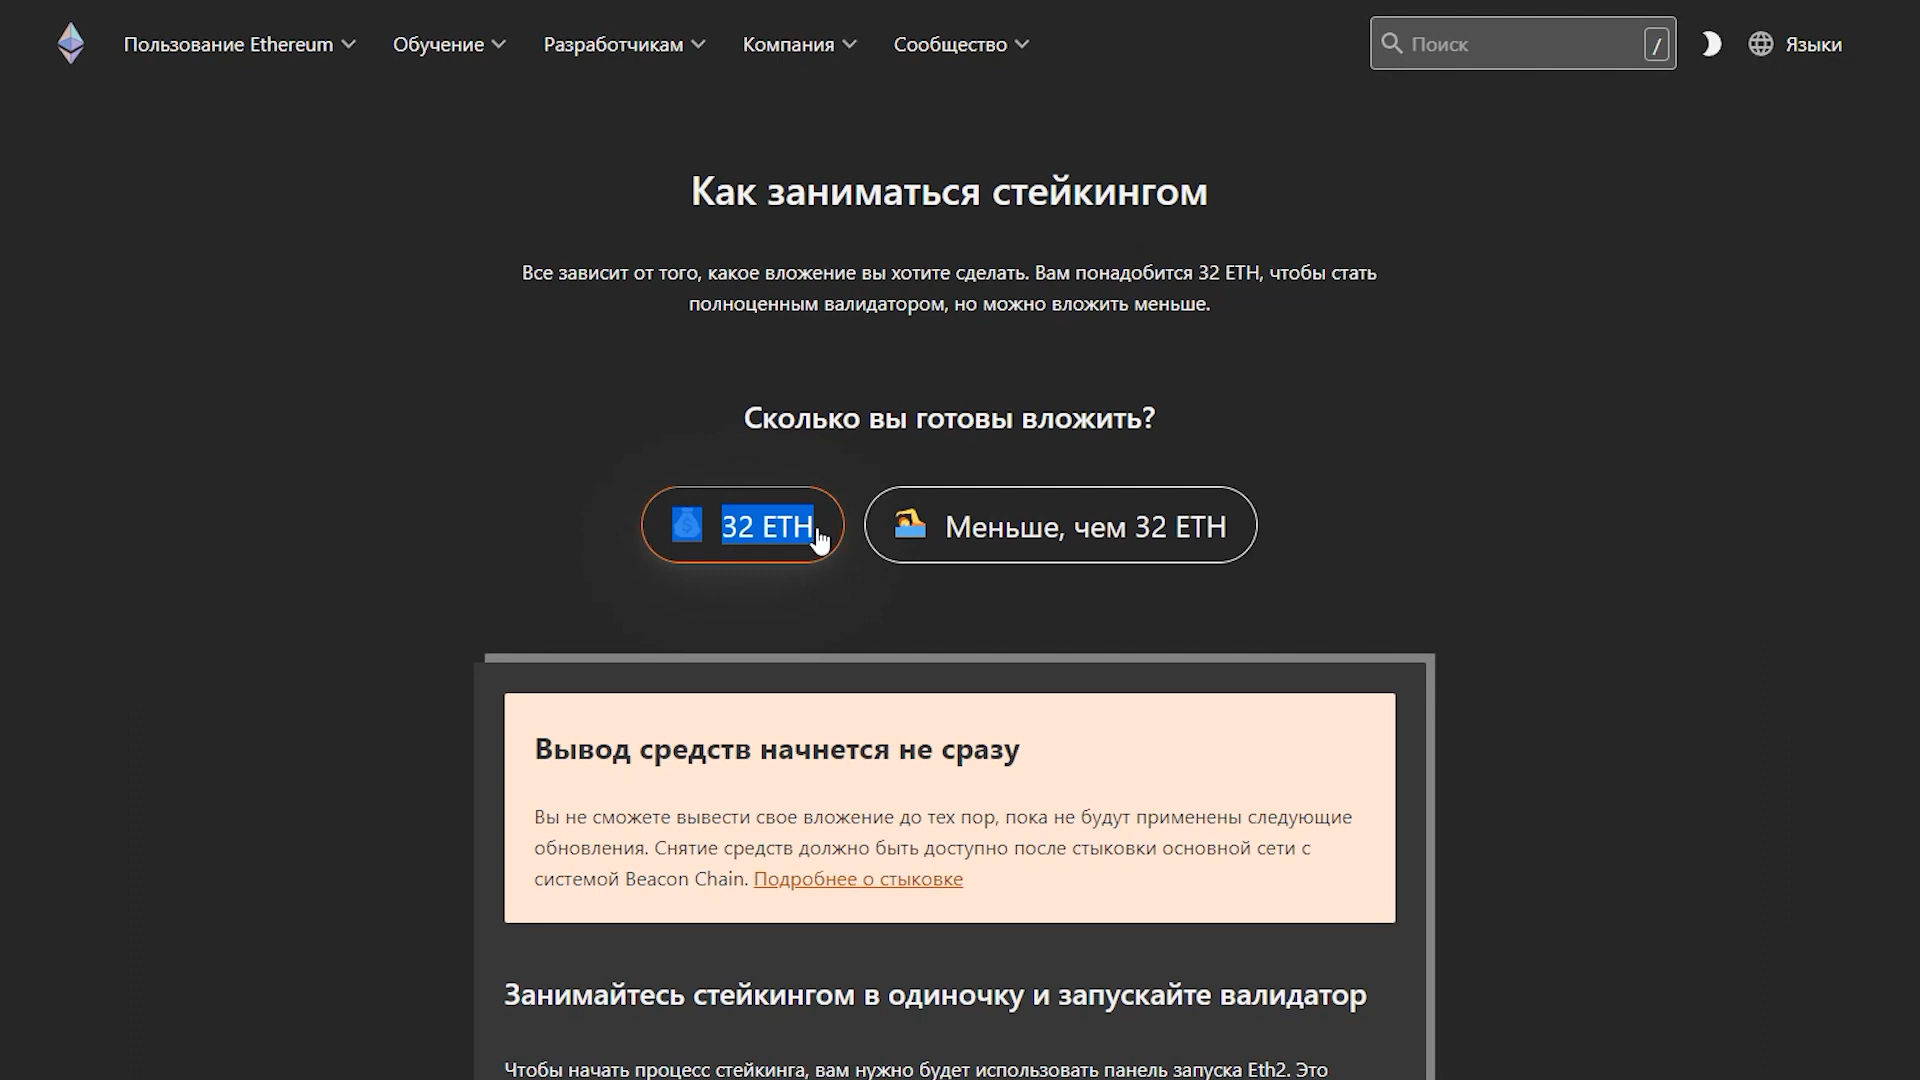 Пользование Ethereum
Обучение
Разработчикам
Компания
Сообщество
Поиск
/
Языки
Как заниматься стейкингом
Все зависит от того, какое вложение вы хотите сделать. Вам понадобится 32 ETH, чтобы стать
полноценным валидатором, но можно вложить меньше.
Сколько вы готовы вложить?
32 ETH
Меньше, чем 32 ETH
Вывод средств начнется не сразу
Вы не сможете вывести свое вложение до тех пор, пока не будут применены следующие
обновления. Снятие средств должно быть доступно после стыковки основной сети с
системой Beacon Chain. Подробнее о стыковке
Занимайтесь стейкингом в одиночку и запускайте валидатор
Чтобы начать процесс стейкинга, вам нужно будет использовать панель запуска Eth2. Это